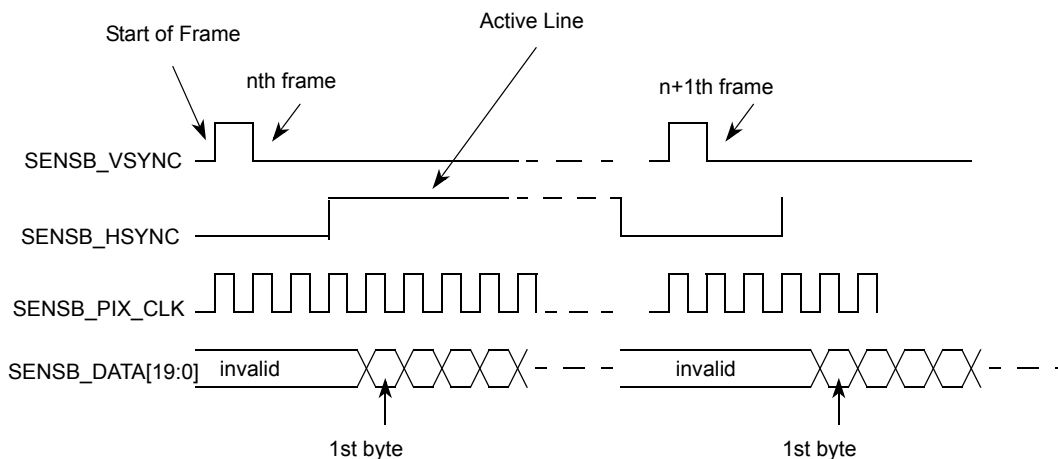 Active Line
Start of Frame
nth frame
n+1th frame
SENSB_VSYNC
SENSB_HSYNC
SENSB_PIX_CLK
SENSB_DATA[19:0]
invalid
invalid
1st byte
1st byte